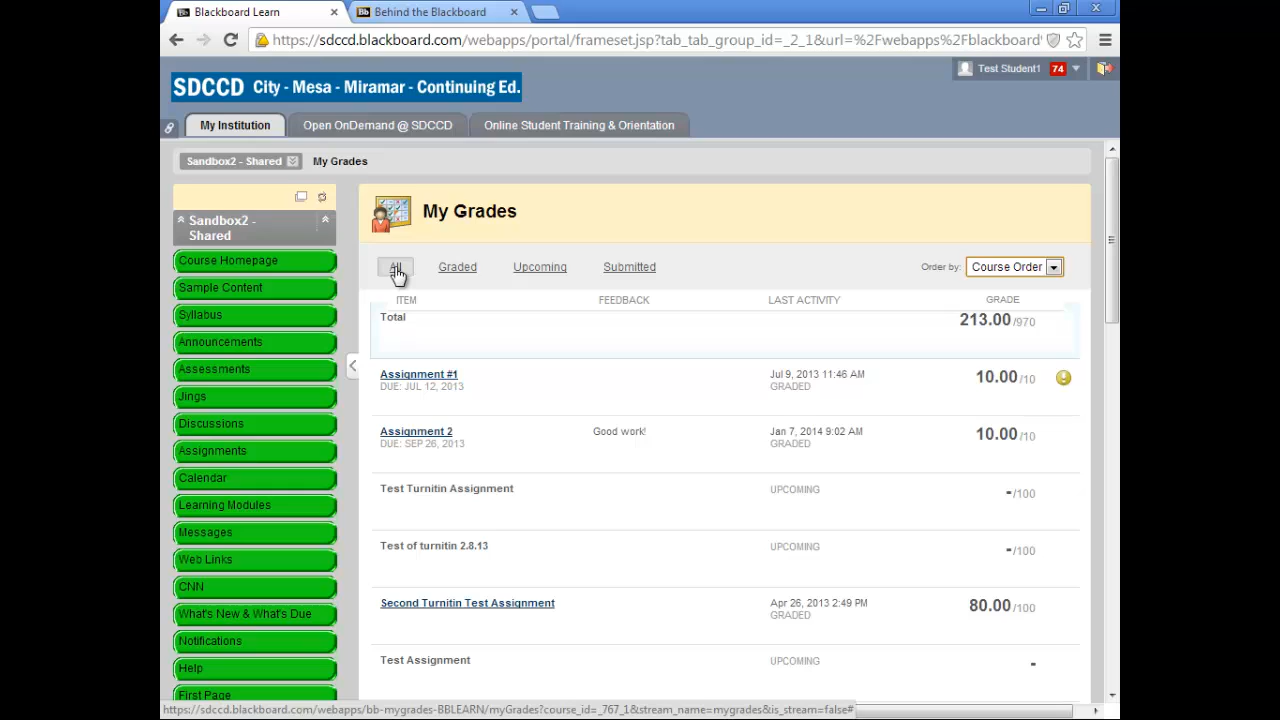 Blackboard Learn
Behind the Blackboard
https://sdccd.blackboard.com/webapps/portal/frameset.jsp?tab_tab_group_id=_2_1&url=%2Fwebapps%2Fblackboard
Test Student1 74
SDCCD City - Mesa - Miramar - Continuing Ed.
My Institution
Open OnDemand @ SDCCD
Online Student Training & Orientation
Sandbox2 - Shared
My Grades
Sandbox2 -
Shared
Course Homepage
Sample Content
Syllabus
Announcements
Assessments
Jings
Discussions
Assignments
Calendar
Learning Modules
Messages
Web Links
CNN
What's New & What's Due
Notifications
Help
First Page
My Grades
All
Graded
Upcoming
Submitted
Order by: Course Order
ITEM FEEDBACK LAST ACTIVITY GRADE
Total 213.00 /970
Assignment #1 Jul 9, 2013 11:46 AM 10.00 /10
DUE: JUL 12, 2013 GRADED
Assignment 2 Good work! Jan 7, 2014 9:02 AM 10.00 /10
DUE: SEP 26, 2013 GRADED
Test Turnitin Assignment UPCOMING - /100
Test of turnitin 2.8.13 UPCOMING - /100
Second Turnitin Test Assignment Apr 26, 2013 2:49 PM 80.00 /100
GRADED
Test Assignment UPCOMING -
https://sdccd.blackboard.com/webapps/bb-mygrades-BBLEARN/myGrades?course_id=_767_1&stream_name=mygrades&is_stream=false#